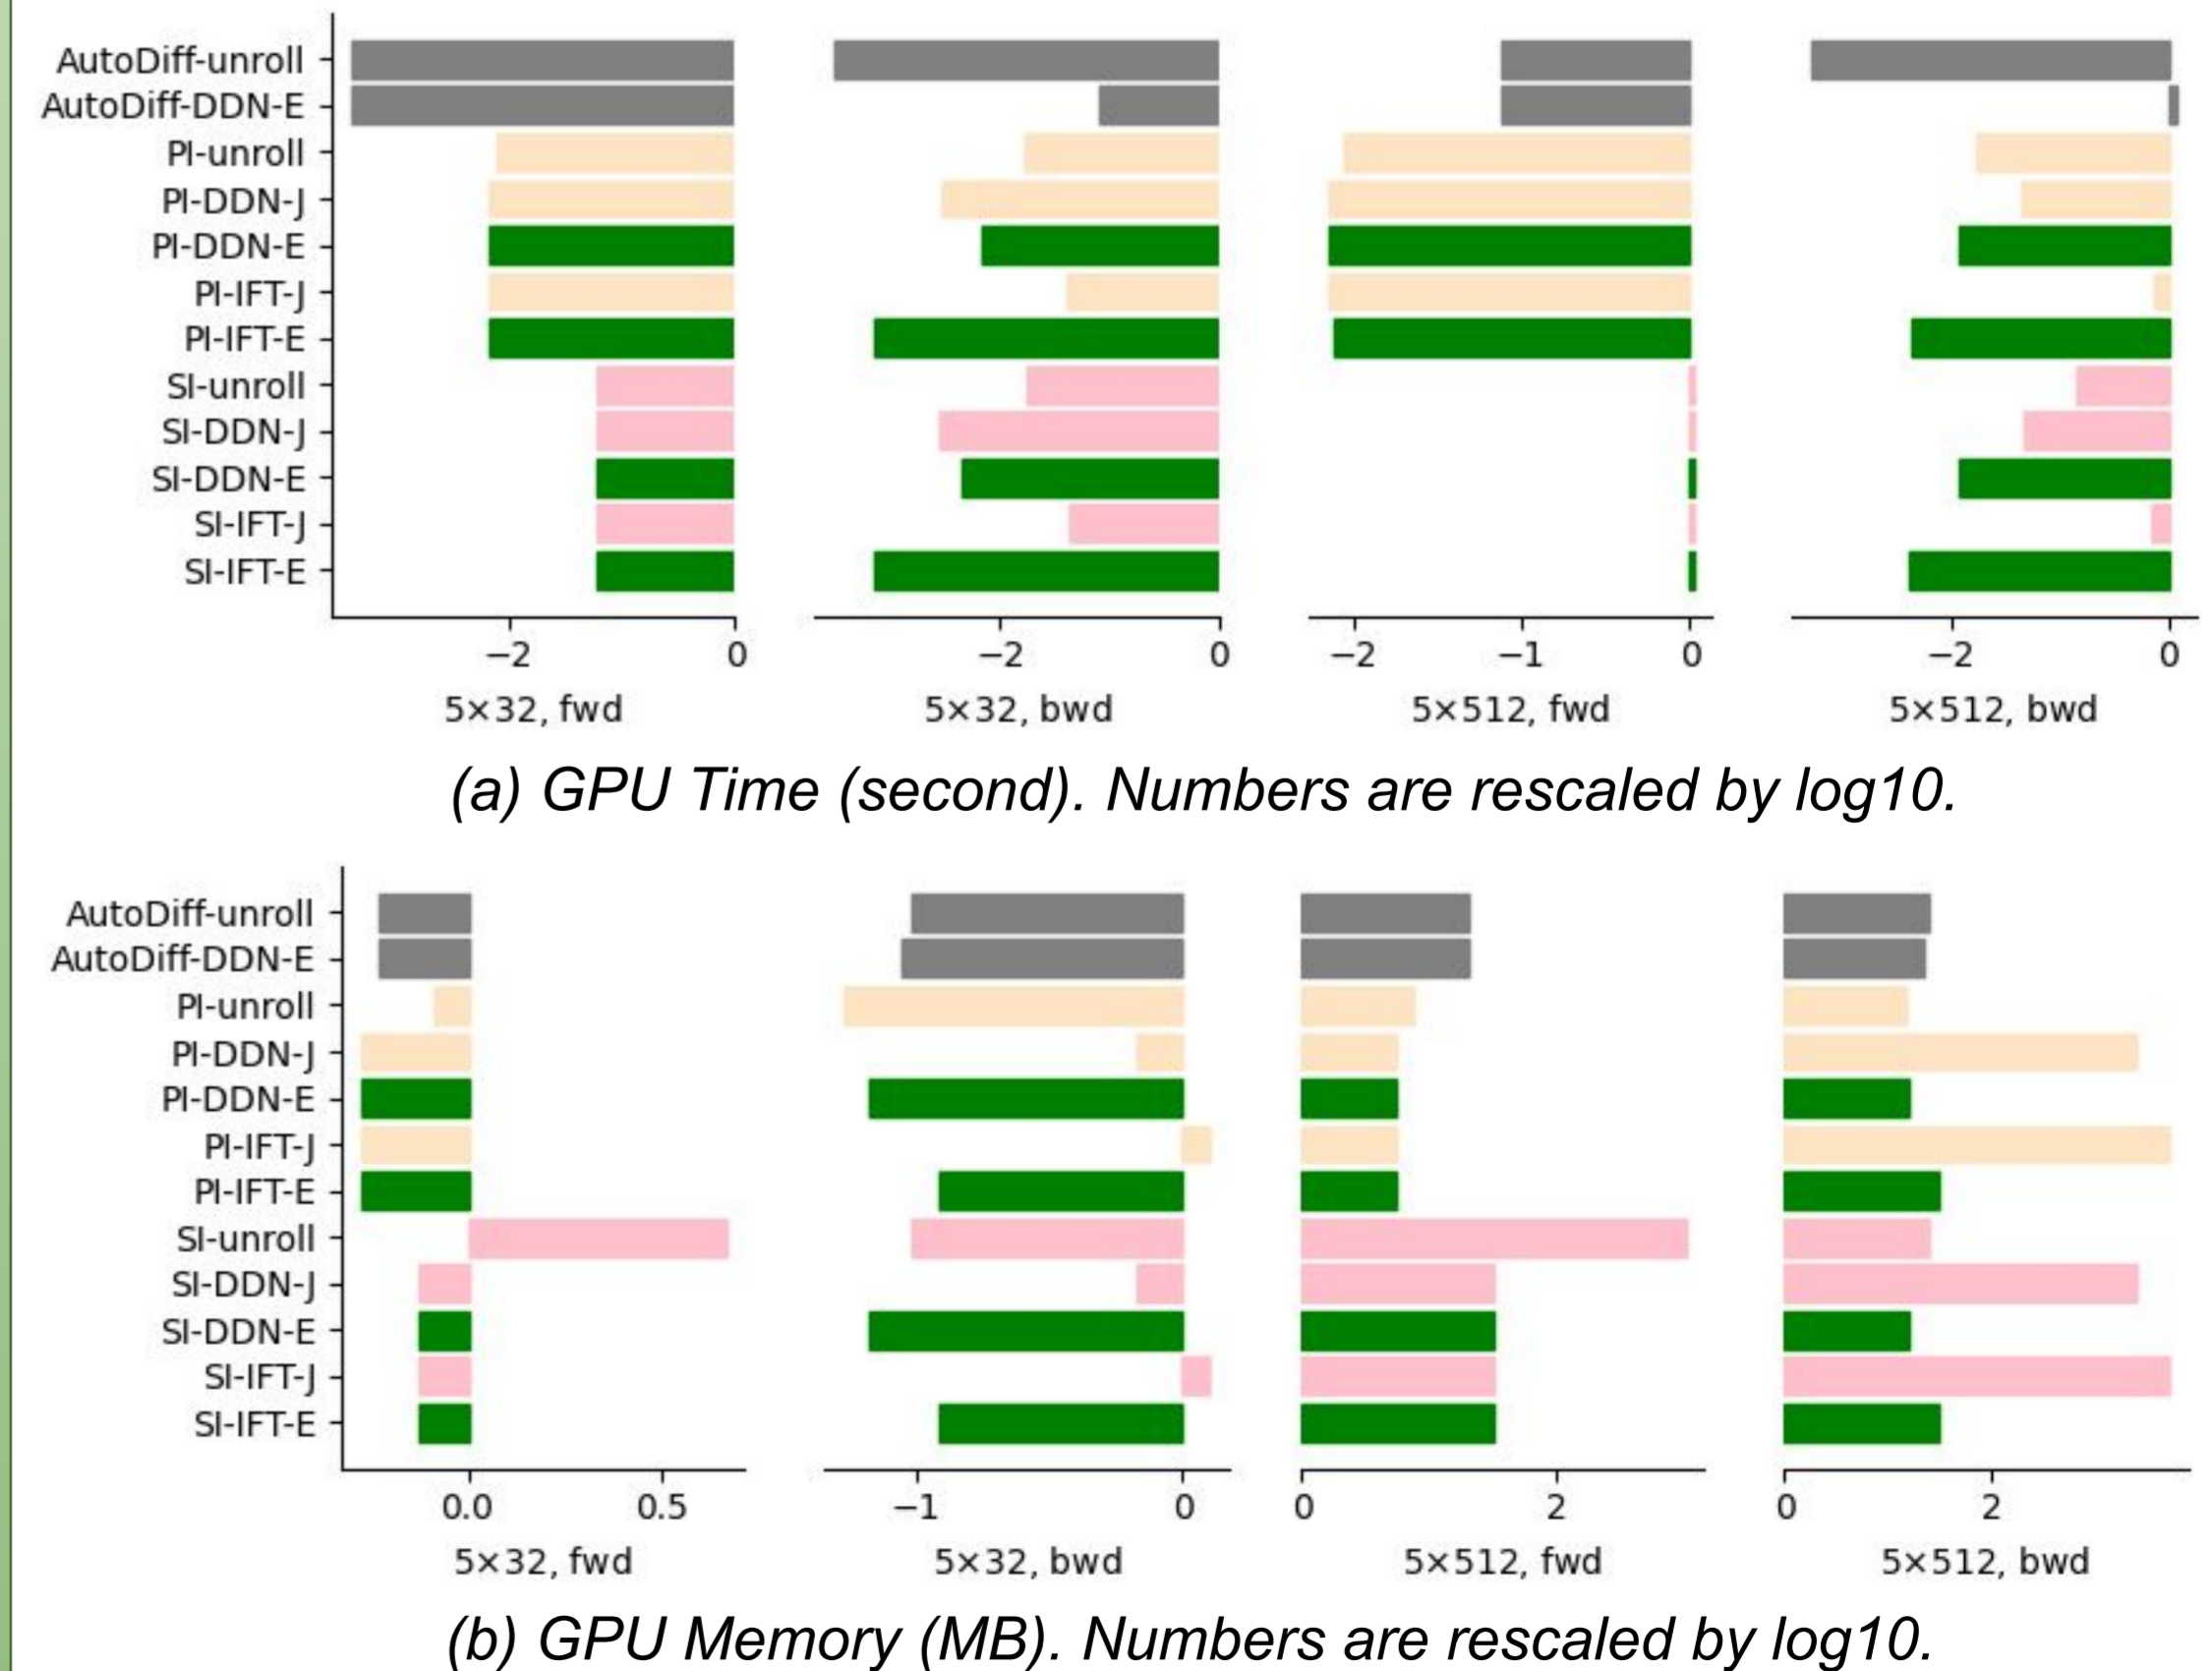 AutoDiff-unroll
AutoDiff-DDN-E
PI-unroll
PI-DDN-J
PI-DDN-E
PI-IFT-J
PI-IFT-E
SI-unroll
SI-DDN-J
SI-DDN-E
SI-IFT-J
SI-IFT-E
−2 0 −2 0 −2 −1 0 −2 0
5×32, fwd 5×32, bwd 5×512, fwd 5×512, bwd
(a) GPU Time (second). Numbers are rescaled by log10.
AutoDiff-unroll
AutoDiff-DDN-E
PI-unroll
PI-DDN-J
PI-DDN-E
PI-IFT-J
PI-IFT-E
SI-unroll
SI-DDN-J
SI-DDN-E
SI-IFT-J
SI-IFT-E
0.0 0.5 −1 0 0 2 0 2
5×32, fwd 5×32, bwd 5×512, fwd 5×512, bwd
(b) GPU Memory (MB). Numbers are rescaled by log10.